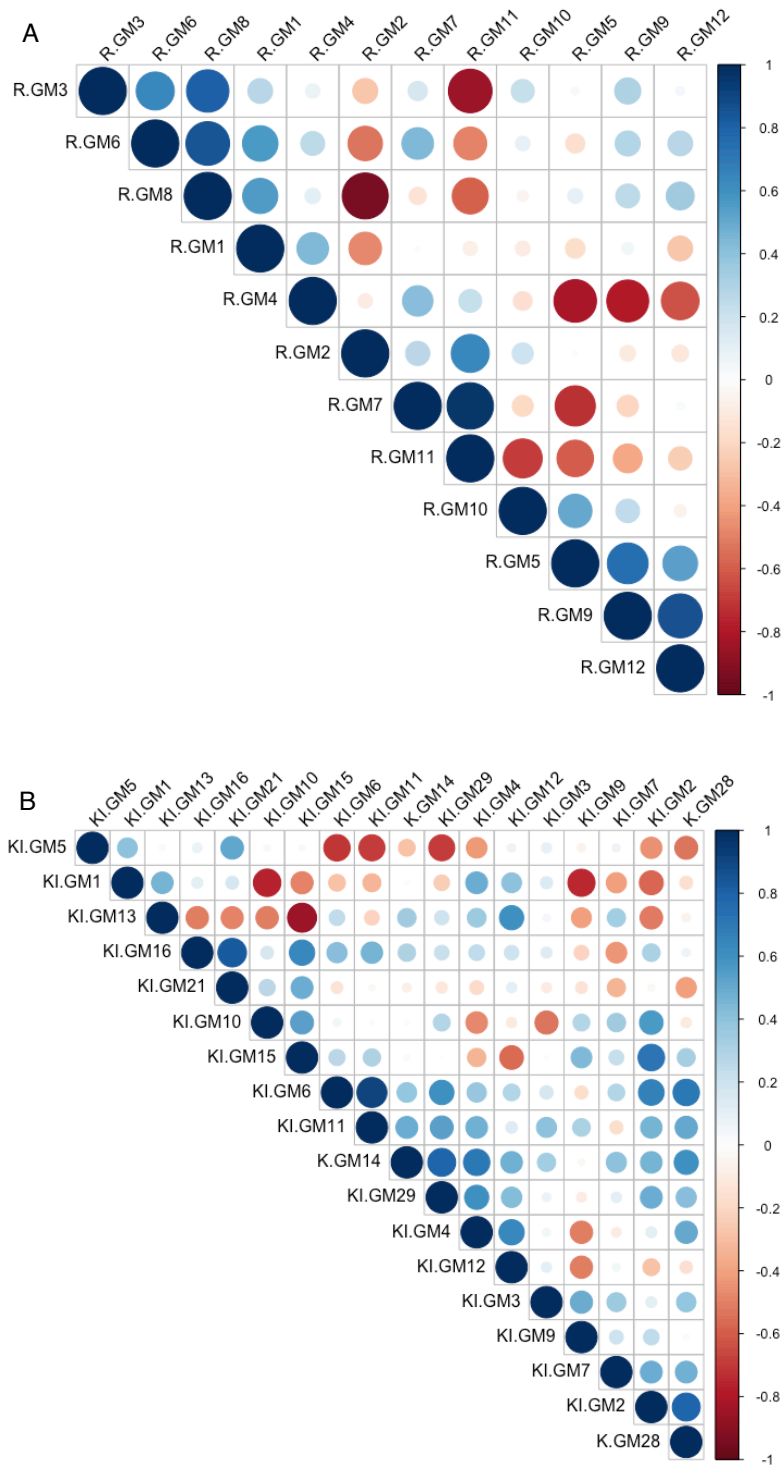 A
R.GM3
R.GM6
R.GM8
R.GM1
R.GM4
R.GM2
R.GM7
R.GM11
R.GM10
R.GM5
R.GM9
R.GM12
R.GM3
R.GM6
R.GM8
R.GM1
R.GM4
R.GM2
R.GM7
R.GM11
R.GM10
R.GM5
R.GM9
R.GM12
1
0.8
0.6
0.4
0.2
0
-0.2
-0.4
-0.6
-0.8
-1
B
KI.GM5
KI.GM1
KI.GM13
KI.GM16
KI.GM21
KI.GM10
KI.GM15
KI.GM6
KI.GM11
K.GM14
KI.GM29
KI.GM4
KI.GM12
KI.GM3
KI.GM9
KI.GM7
KI.GM2
K.GM28
KI.GM5
KI.GM1
KI.GM13
KI.GM16
KI.GM21
KI.GM10
KI.GM15
KI.GM6
KI.GM11
K.GM14
KI.GM29
KI.GM4
KI.GM12
KI.GM3
KI.GM9
KI.GM7
KI.GM2
K.GM28
1
0.8
0.6
0.4
0.2
0
-0.2
-0.4
-0.6
-0.8
-1